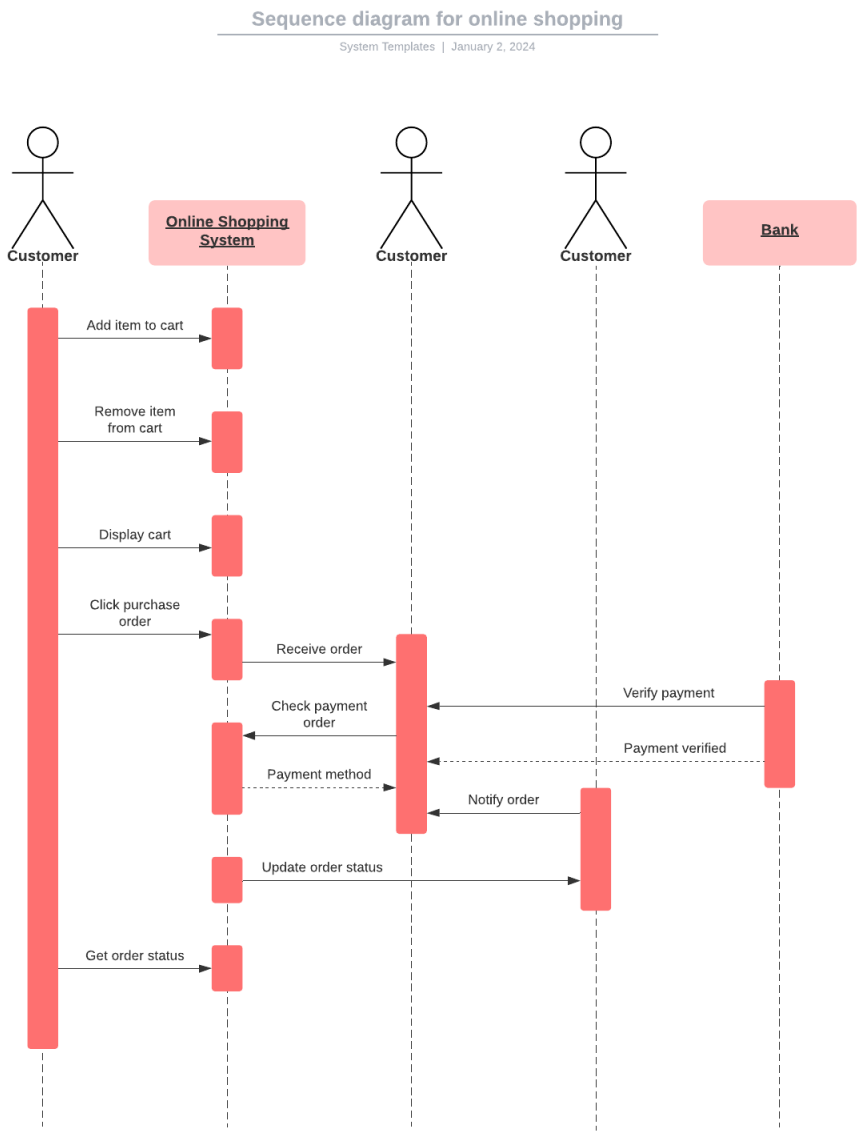 Sequence diagram for online shopping
System Templates | January 2, 2024
Customer
Online Shopping
System
Customer
Customer
Bank
Add item to cart
Remove item
from cart
Display cart
Click purchase
order
Receive order
Verify payment
Check payment
order
Payment verified
Payment method
Notify order
Update order status
Get order status